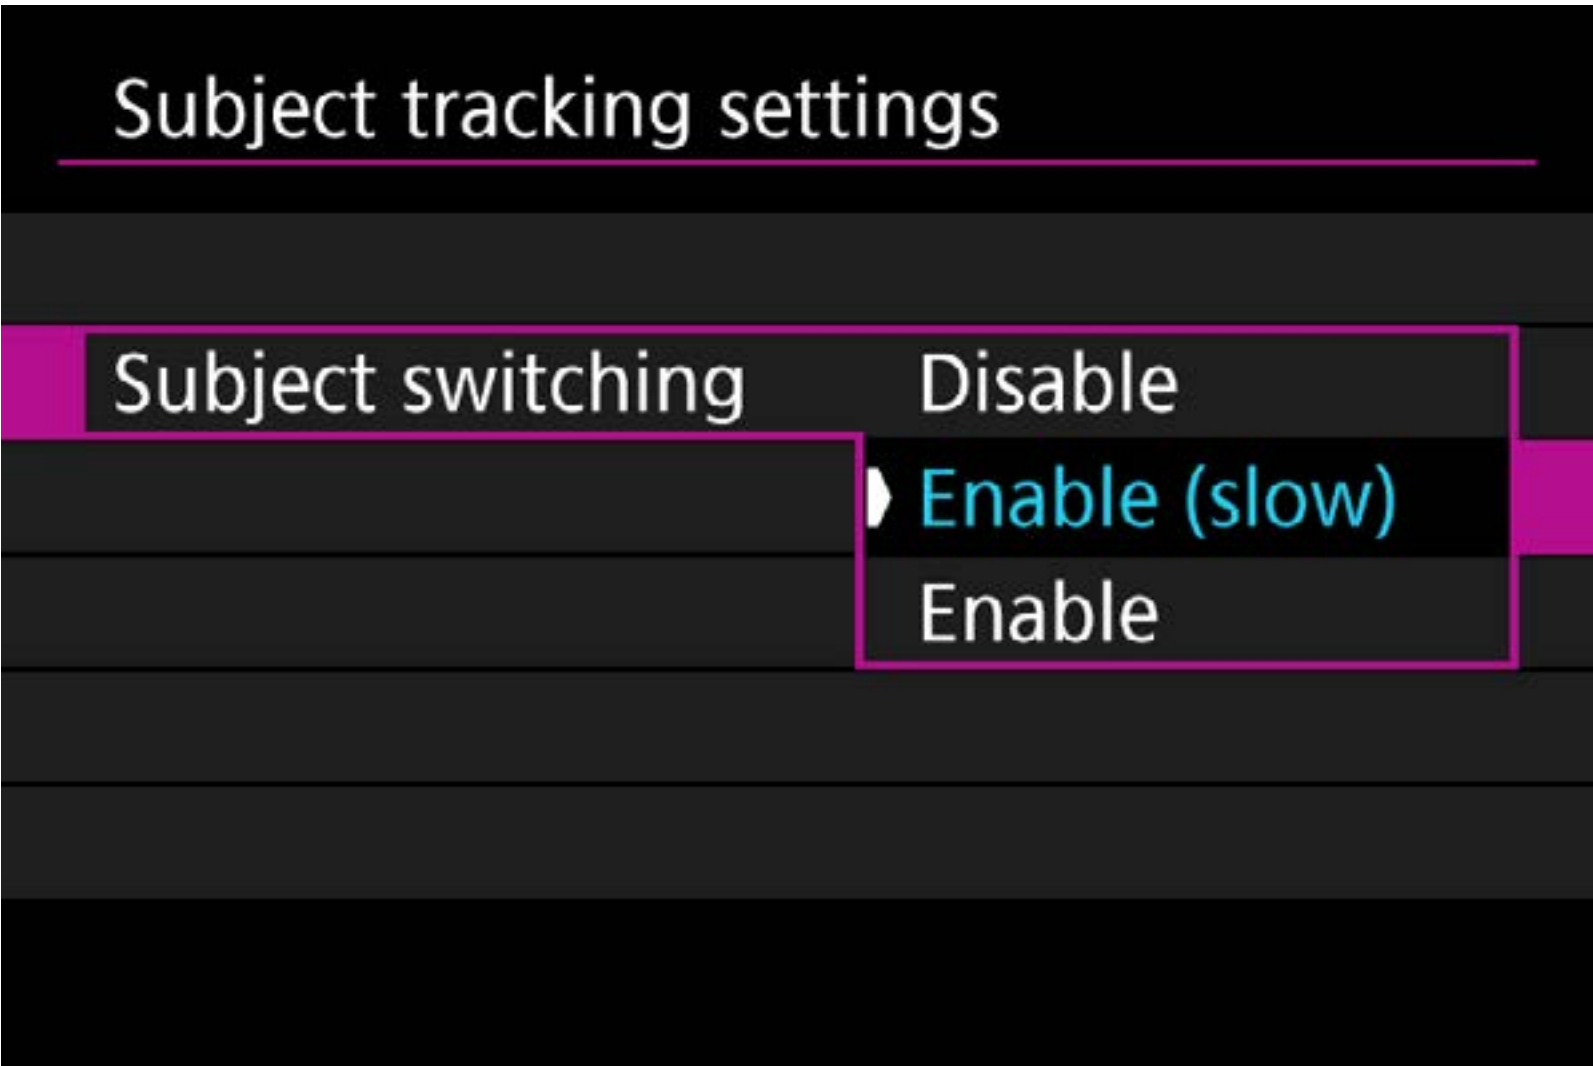 Subject tracking settings
Subject switching Disable
Enable (slow)
Enable